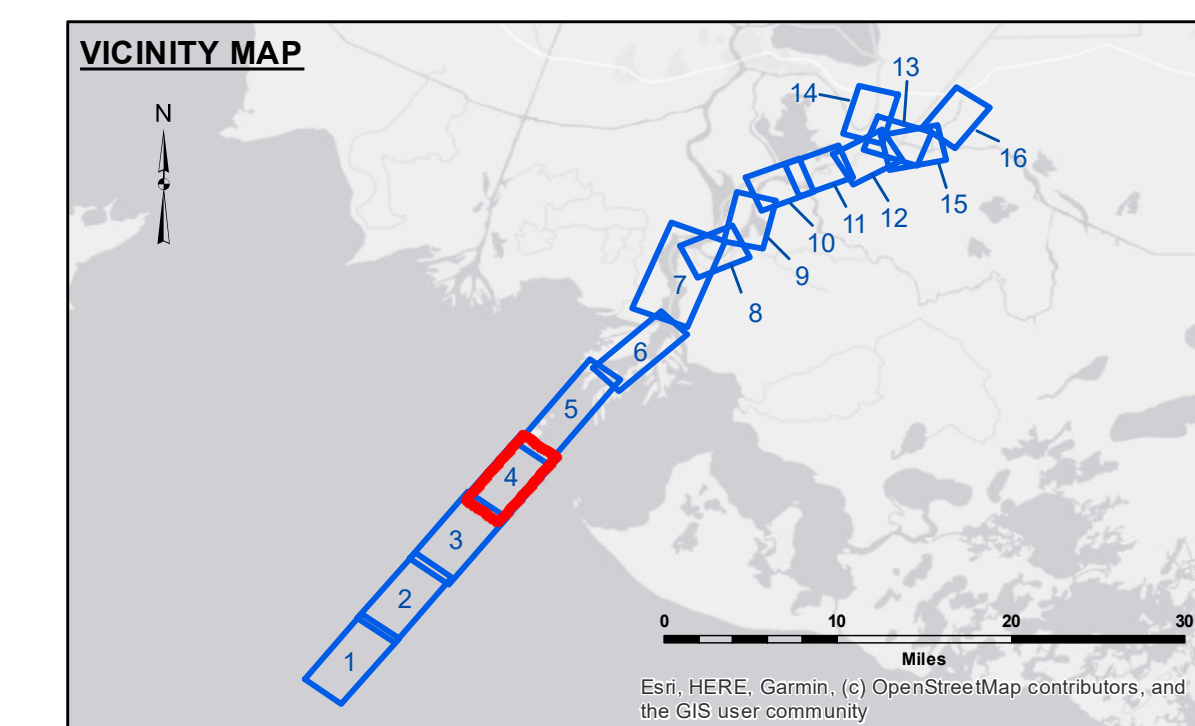 VICINITY MAP
N
13
14
16
15
12
11
10
9
8
7
6
5
4
3
2
1
0 10 20 30
Miles
Esri, HERE, Garmin, (c) OpenStreetMap contributors, and
the GIS user community